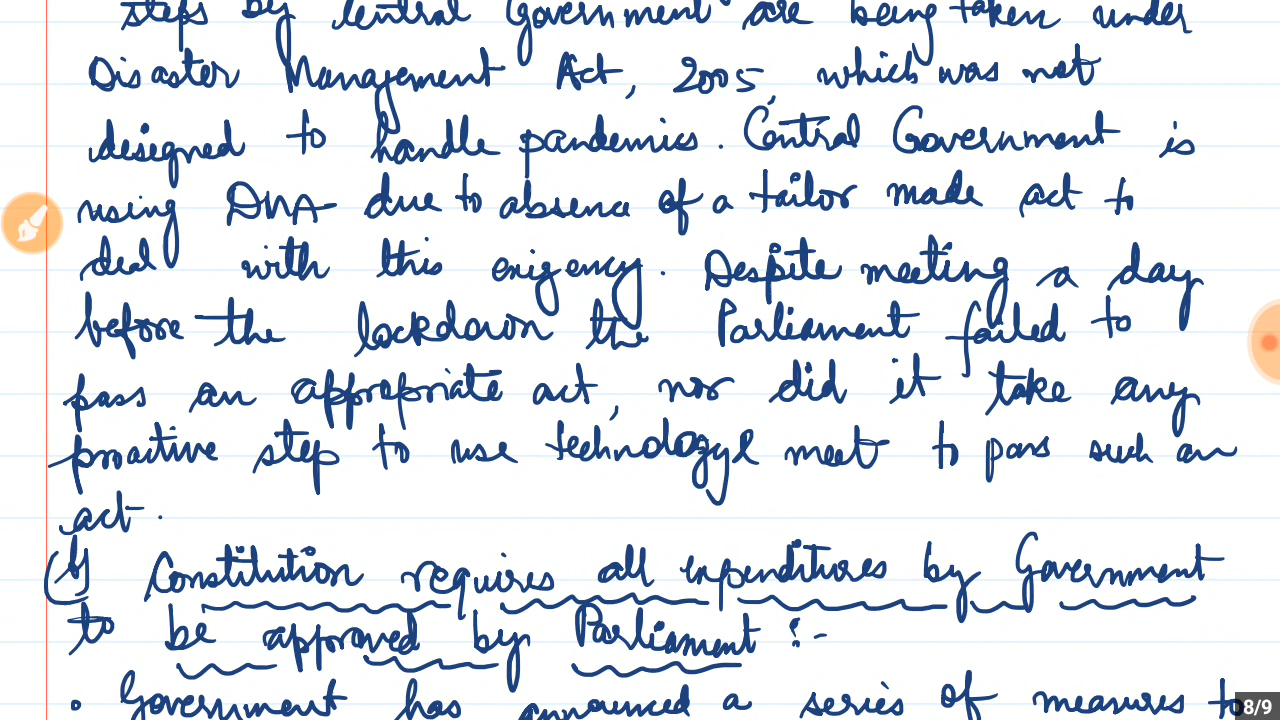 steps by Central Government are being taken under
Disaster Management Act, 2005, which was not
designed to handle pandemics. Central Government is
using DMA due to absence of a tailor made act to
deal with this exigency. Despite meeting a day
before the lockdown the Parliament failed to
pass an appropriate act, nor did it take any
proactive step to use technology & meet to pass such an
act.
Constitution requires all expenditures by Government
to be approved by Parliament :-
• Government has announced a series of measures to
8/9